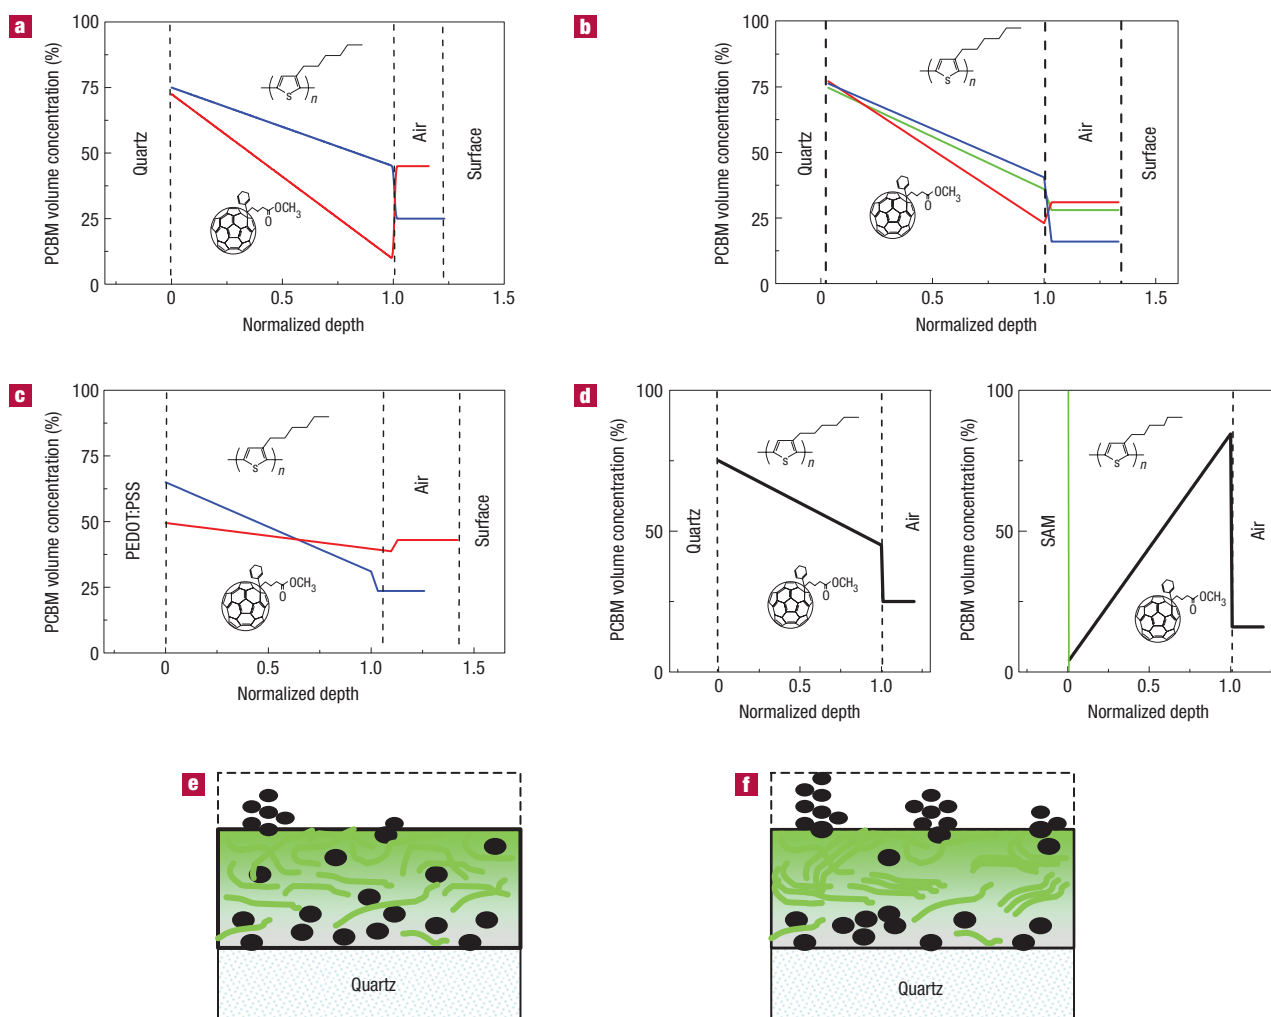 a
PCBM volume concentration (%)
100
75
50
25
0
Quartz
Air
Surface
S
n
OCH3
O
0
0.5
1.0
1.5
Normalized depth
b
PCBM volume concentration (%)
100
75
50
25
0
Quartz
Air
Surface
S
n
OCH3
O
0
0.5
1.0
1.5
Normalized depth
c
PCBM volume concentration (%)
100
75
50
25
0
PEDOT:PSS
Air
Surface
S
n
OCH3
O
0
0.5
1.0
1.5
Normalized depth
d
PCBM volume concentration (%)
100
50
0
Quartz
Air
S
n
OCH3
O
0
0.5
1.0
Normalized depth
PCBM volume concentration (%)
100
50
0
SAM
Air
S
n
OCH3
O
0
0.5
1.0
Normalized depth
e
Quartz
f
Quartz